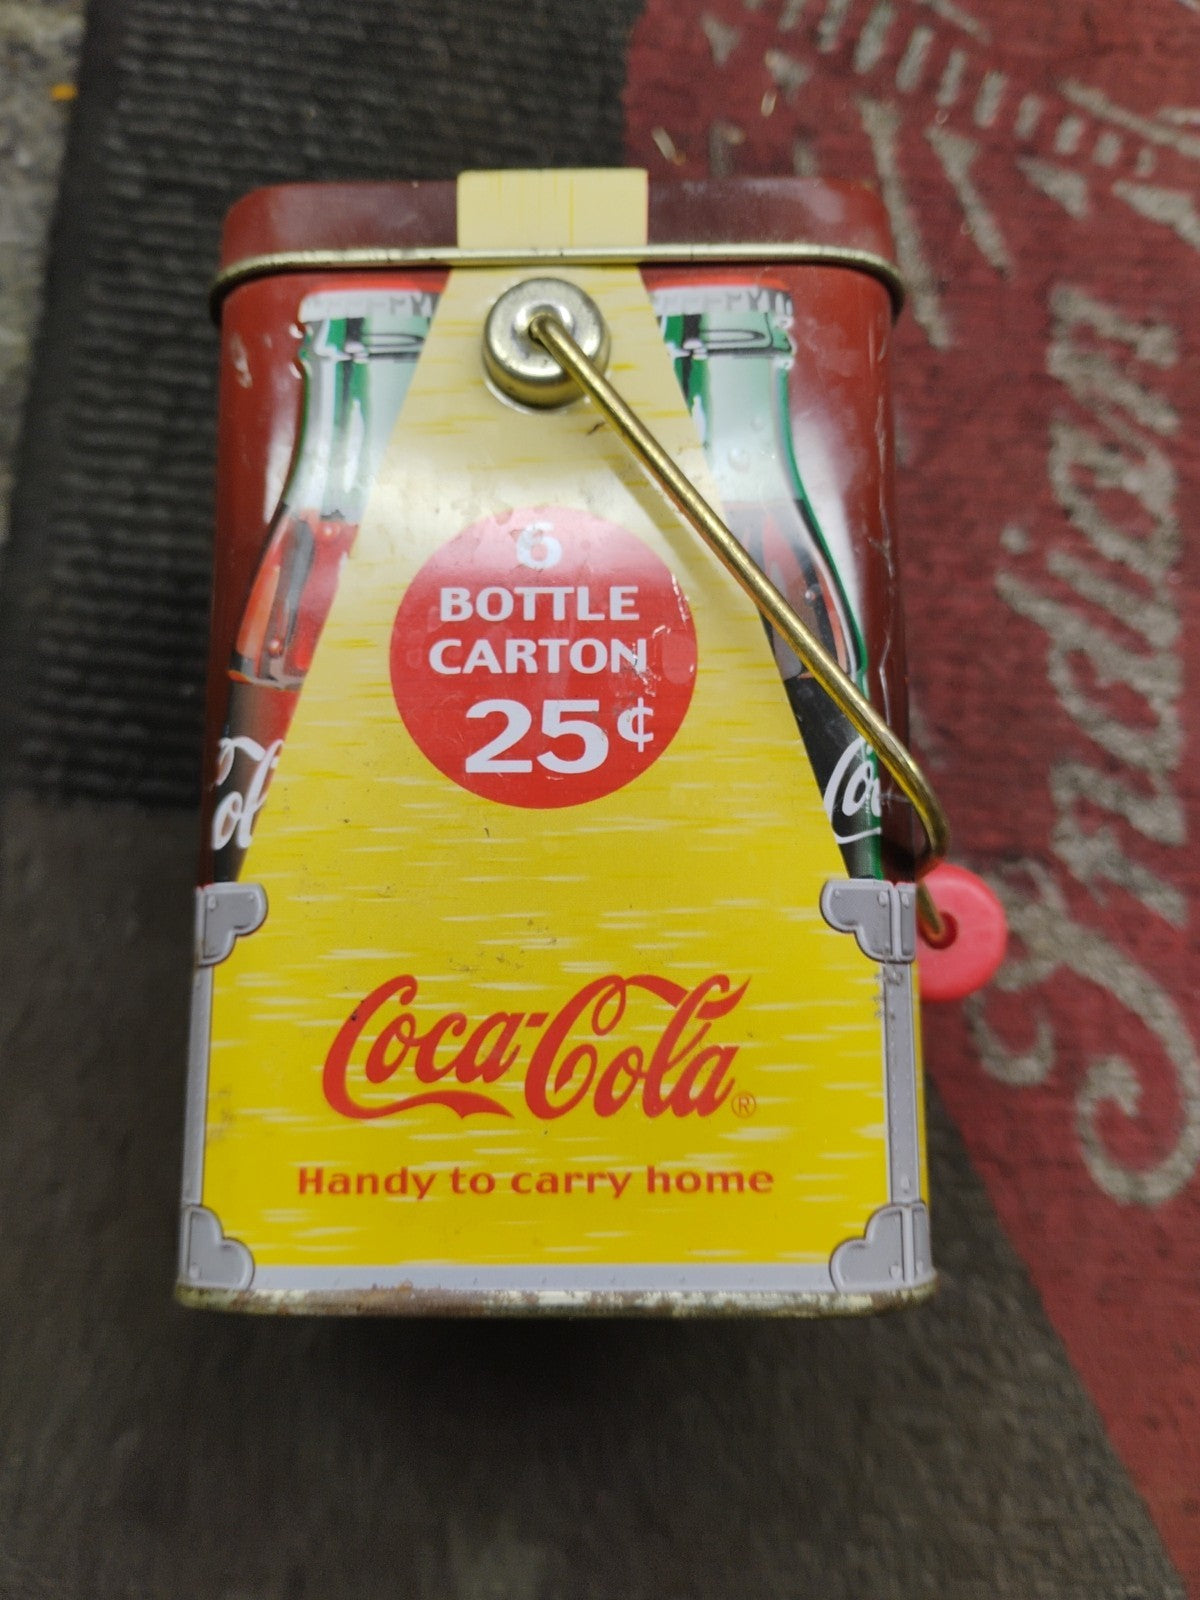 6
BOTTLE
CARTON
25¢
Coca-Cola®
Handy to carry home